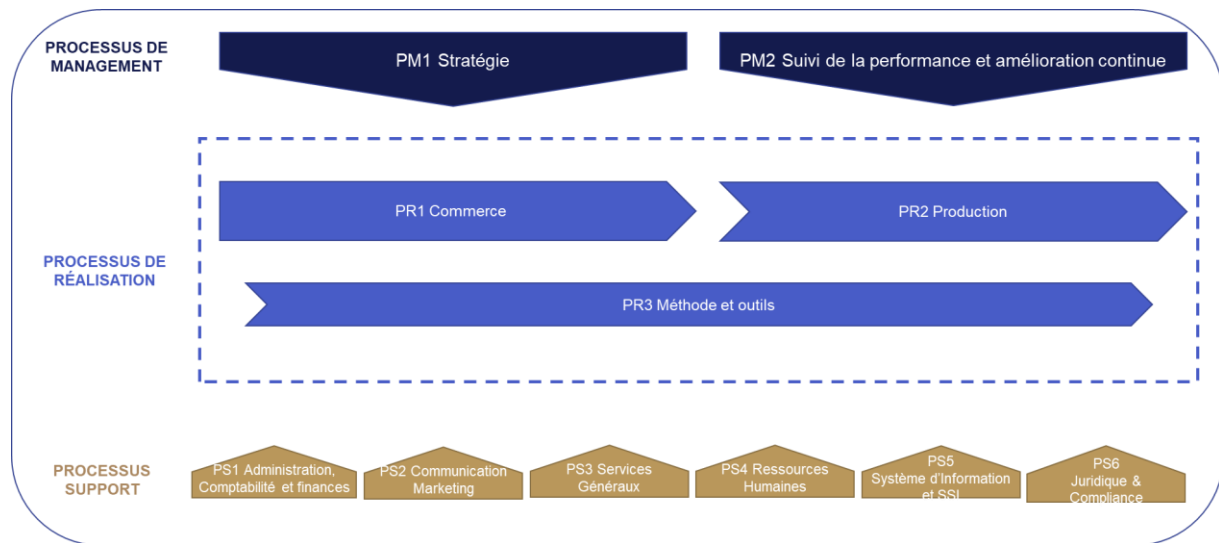 PROCESSUS DE
MANAGEMENT
PM1 Stratégie
PM2 Suivi de la performance et amélioration continue
PROCESSUS DE
RÉALISATION
PR1 Commerce
PR2 Production
PR3 Méthode et outils
PROCESSUS
SUPPORT
PS1 Administration,
Comptabilité et finances
PS2 Communication
Marketing
PS3 Services
Généraux
PS4 Ressources
Humaines
PS5
Système d'Information
et SSI
PS6
Juridique &
Compliance